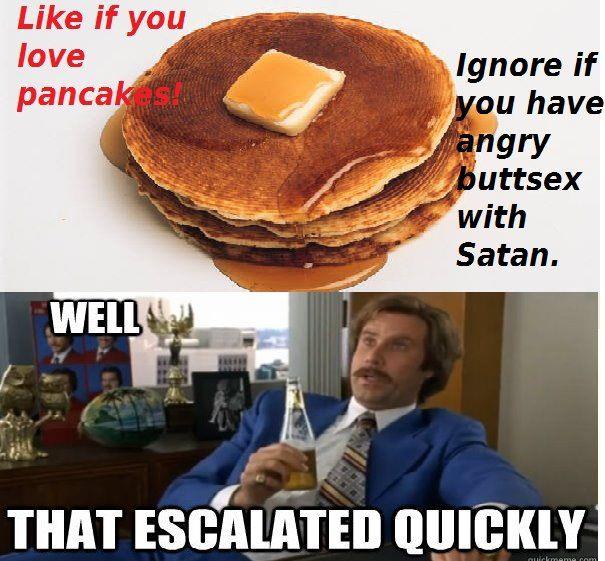 Like if you
love
pancakes!
Ignore if
you have
angry
buttsex
with
Satan.
WELL
THAT ESCALATED QUICKLY
quickmeme.com